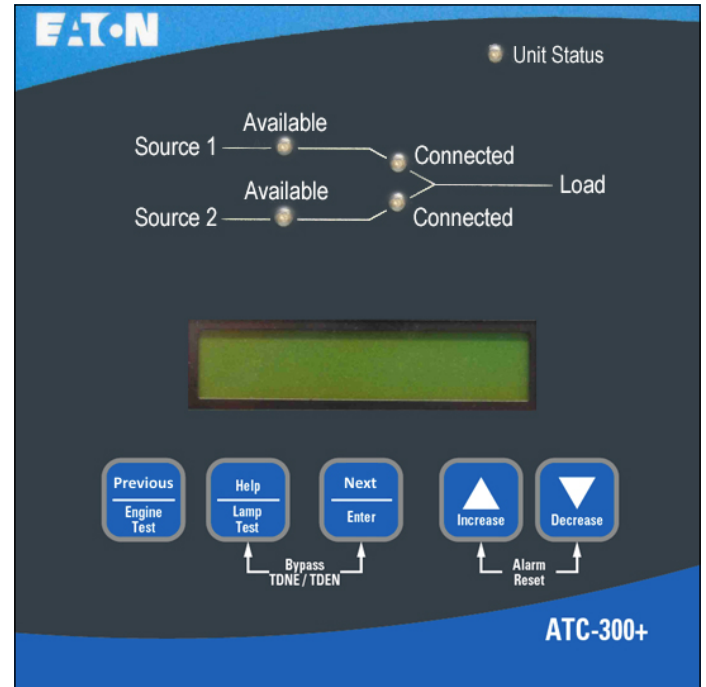 EATON
Unit Status
Available
Source 1
Connected
Load
Available
Source 2
Connected
Previous
Engine
Test
Help
Lamp
Test
Next
Enter
Increase
Decrease
Bypass
TDNE / TDEN
Alarm
Reset
ATC-300+